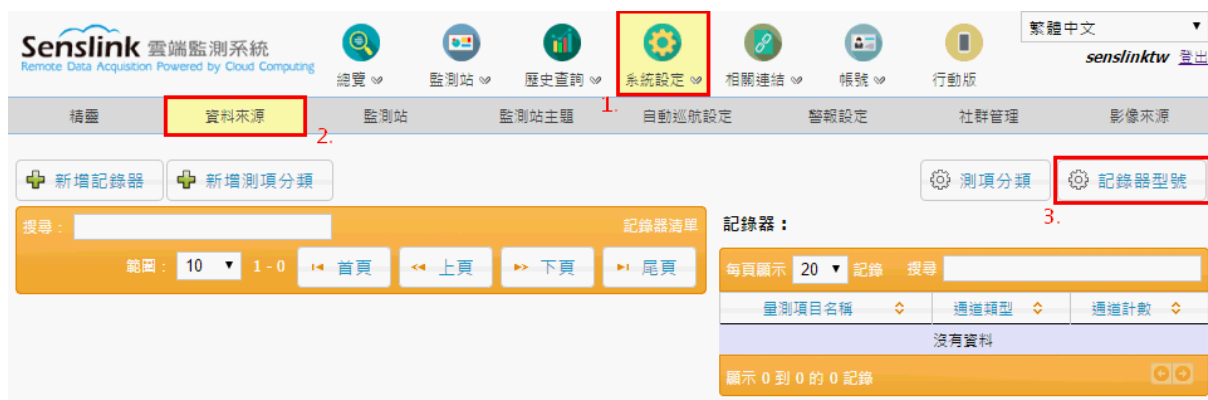 繁體中文
Senslink 雲端監測系統
Remote Data Acquisition Powered by Cloud Computing
senslinktw 登出
總覽 監測站 歷史查詢 系統設定 相關連結 帳號 行動版
1.
精靈 資料來源 監測站 監測站主題 自動巡航設定 警報設定 社群管理 影像來源
2.
新增記錄器 新增測項分類 測項分類 記錄器型號
3.
搜尋： 記錄器清單
記錄器：
範圍： 10 1 - 0 首頁 上頁 下頁 尾頁
每頁顯示 20 記錄 搜尋
量測項目名稱 通道類型 通道計數
沒有資料
顯示 0 到 0 的 0 記錄